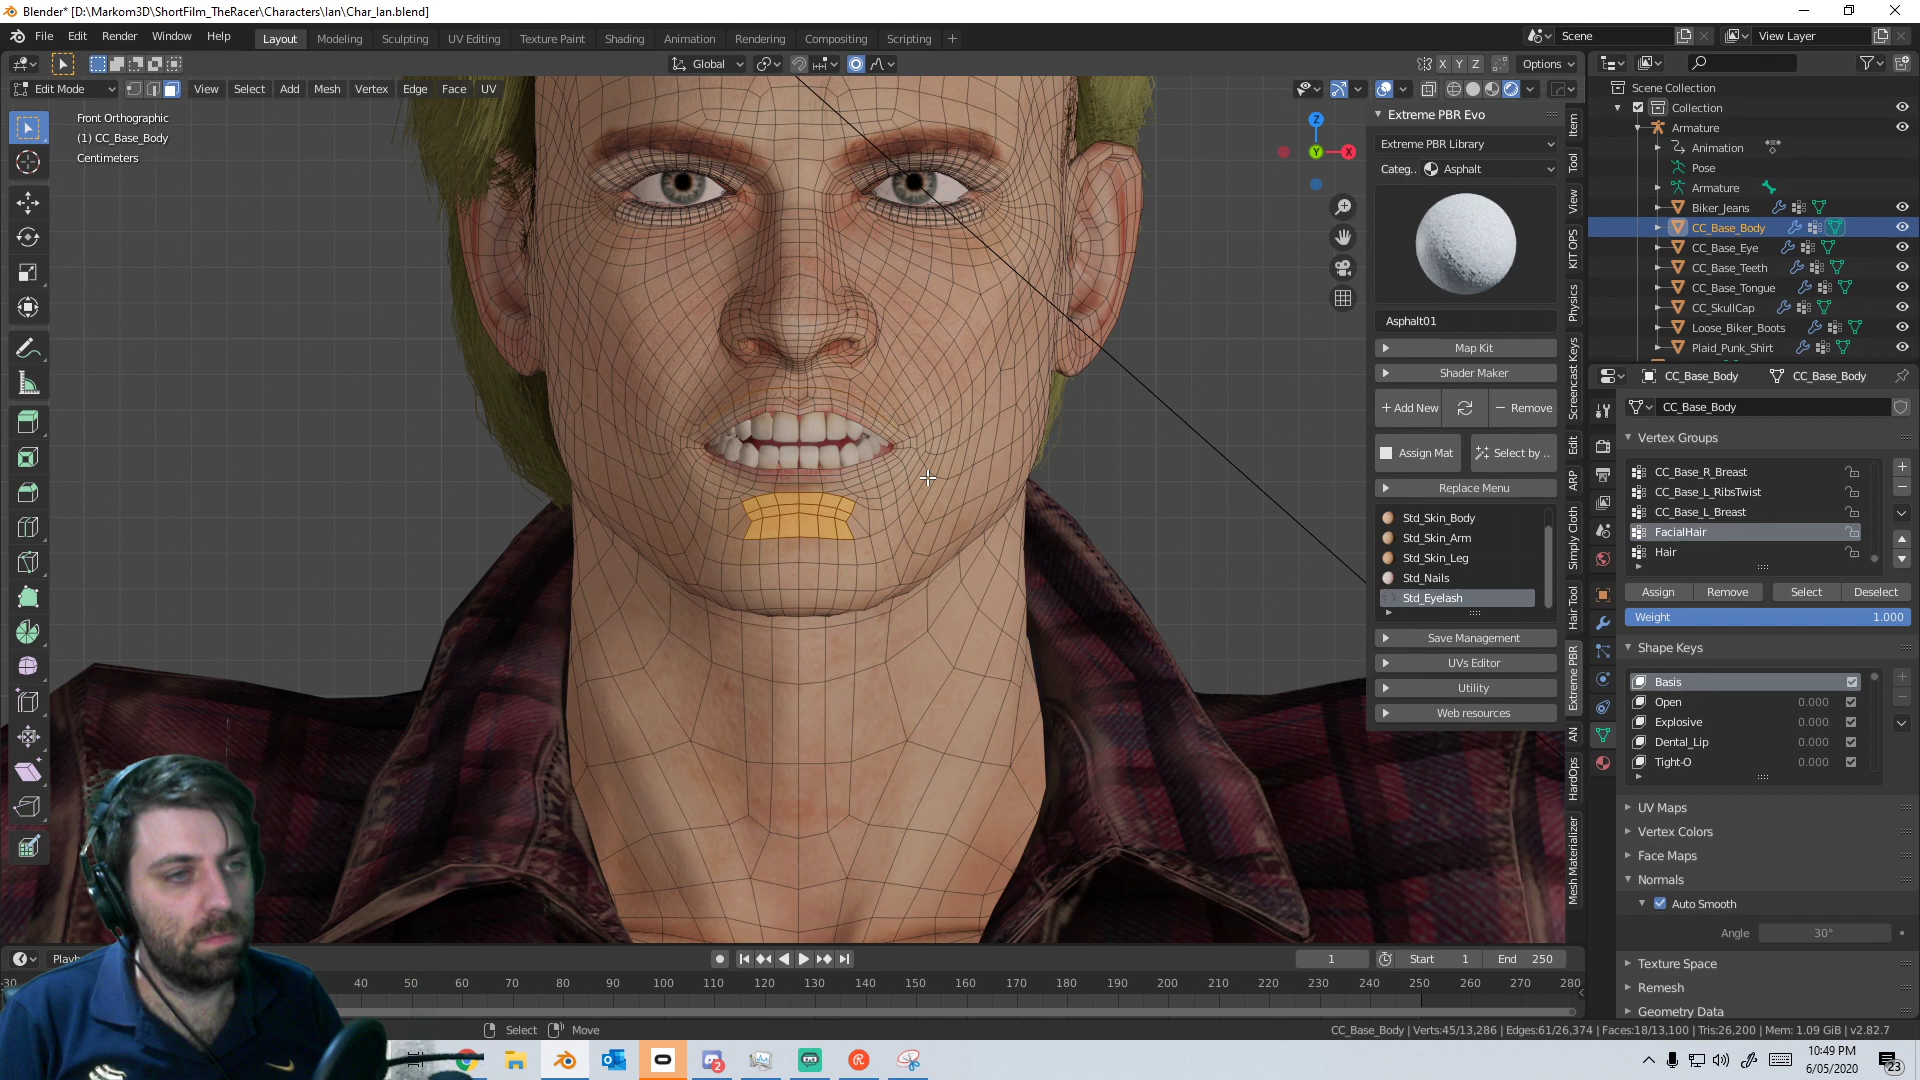 Blender* [D:\Markom3D\ShortFilm_TheRacer\Characters\Ian\Char_Ian.blend]
File Edit Render Window Help Layout Modeling Sculpting UV Editing Texture Paint Shading Animation Rendering Compositing Scripting Scene View Layer
Global X Y Z Options
Edit Mode View Select Add Mesh Vertex Edge Face UV
Front Orthographic
(1) CC_Base_Body
Centimeters
Z
Y
X
Extreme PBR Evo
Extreme PBR Library
Categ.. Asphalt
Asphalt01
Map Kit
Shader Maker
Add New Remove
Assign Mat Select by ..
Replace Menu
Std_Skin_Body
Std_Skin_Arm
Std_Skin_Leg
Std_Nails
Std_Eyelash
Save Management
UVs Editor
Utility
Web resources
Item
Tool
View
KIT OPS
Physics
Screencast Keys
Edit
ARP
Simply Cloth
Hair Tool
Extreme PBR
AN
HardOps
Mesh Materializer
Scene Collection
Collection
Armature
Animation
Pose
Armature
Biker_Jeans
CC_Base_Body
CC_Base_Eye
CC_Base_Teeth
CC_Base_Tongue
CC_SkullCap
Loose_Biker_Boots
Plaid_Punk_Shirt
CC_Base_Body CC_Base_Body
CC_Base_Body
Vertex Groups
CC_Base_R_Breast
CC_Base_L_RibsTwist
CC_Base_L_Breast
FacialHair
Hair
Assign Remove Select Deselect
Weight 1.000
Shape Keys
Basis
Open 0.000
Explosive 0.000
Dental_Lip 0.000
Tight-O 0.000
UV Maps
Vertex Colors
Face Maps
Normals
Auto Smooth
Angle 30°
Texture Space
Remesh
Geometry Data
Playb 1 Start 1 End 250
-30 40 50 60 70 80 90 100 110 120 130 140 150 160 170 180 190 200 210 220 230 240 250 260 270 280
Select Move
CC_Base_Body | Verts:45/13,286 | Edges:61/26,374 | Faces:18/13,100 | Tris:26,200 | Mem: 1.09 GiB | v2.82.7
10:49 PM
6/05/2020
2
23